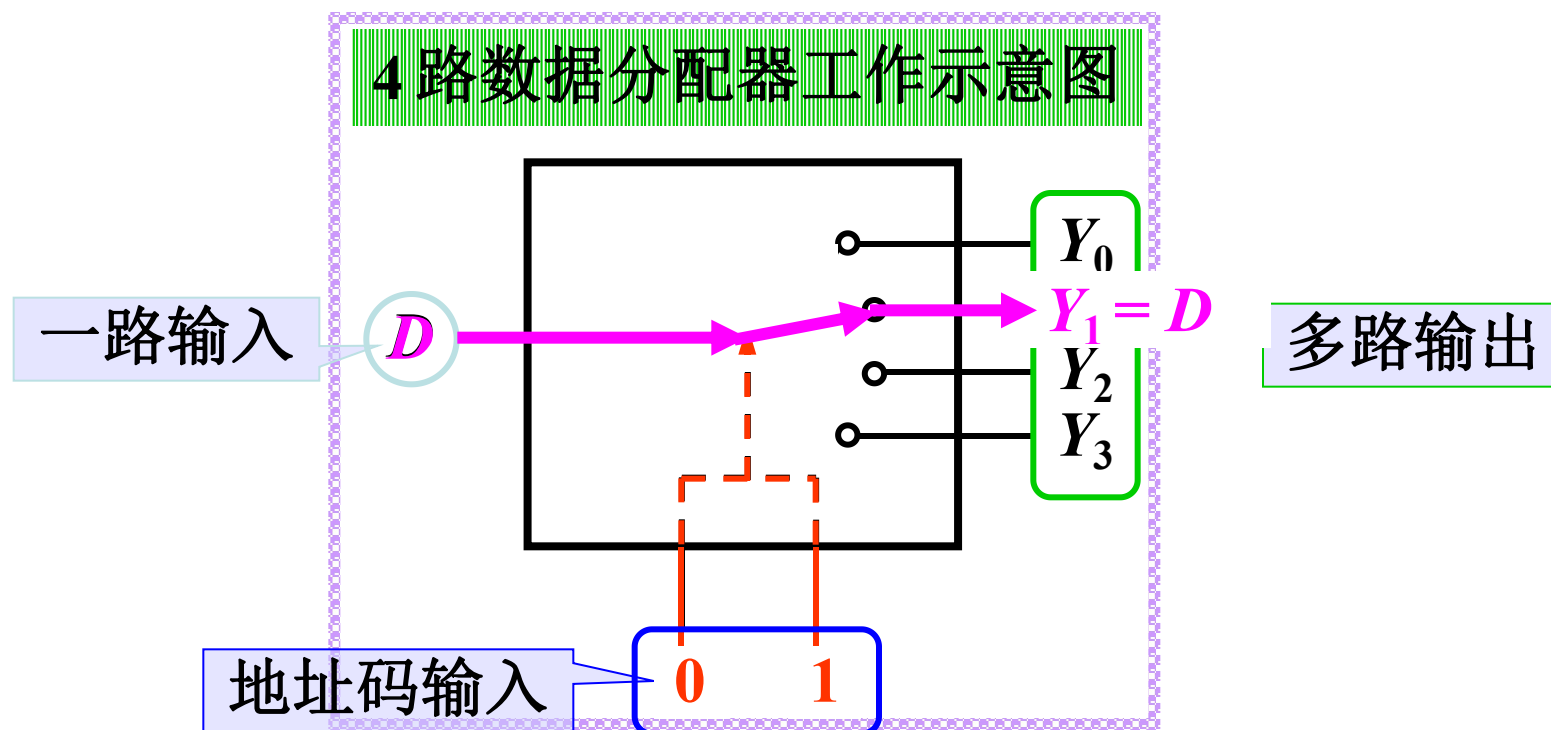 4 路数据分配器工作示意图
Y0
一路输入
D
Y1 = D
多路输出
Y2
Y3
地址码输入
0 1